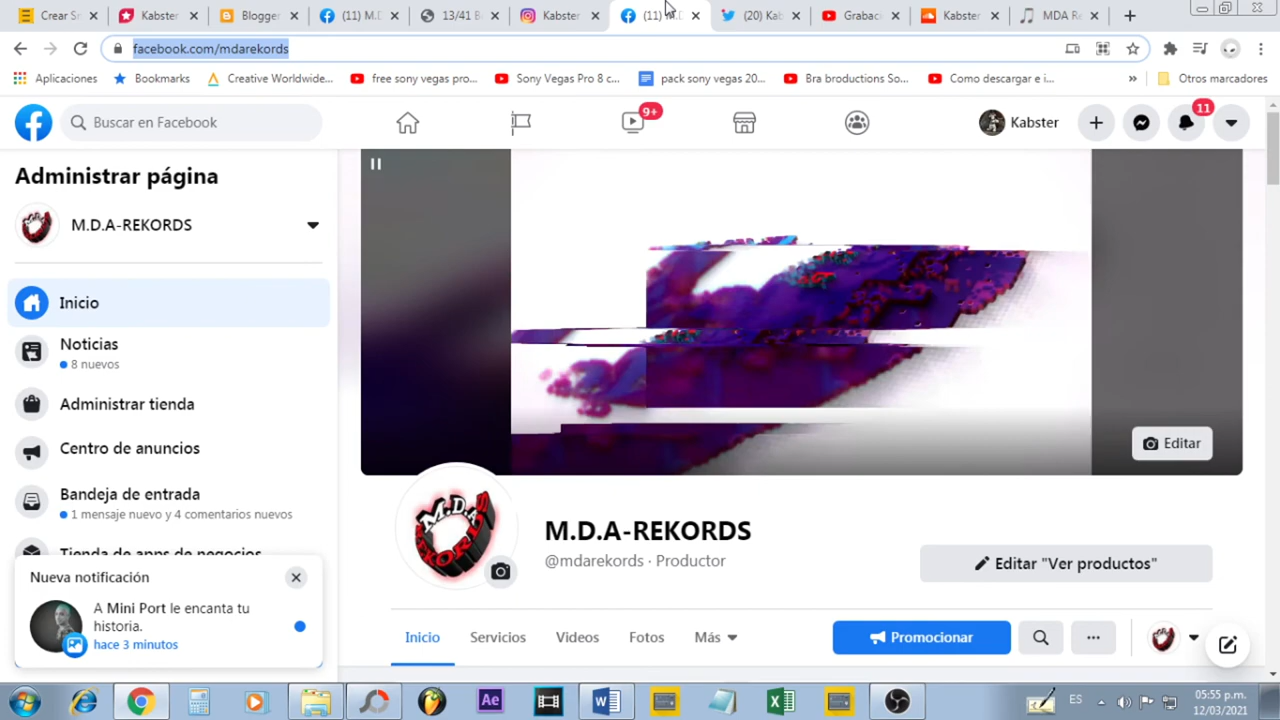 Crear Sr
Kabster
Blogger
(11) M.D
13/41 B
Kabster
(11) M.D
(20) Kab
Grabac
Kabster
MDA Re
facebook.com/mdarekords
Aplicaciones
Bookmarks
Creative Worldwide...
free sony vegas pro...
Sony Vegas Pro 8 c...
pack sony vegas 20...
Bra broductions So...
Como descargar e i...
»
Otros marcadores
Buscar en Facebook
9+
Kabster
11
Administrar página
M.D.A-REKORDS
Inicio
Noticias
8 nuevos
Administrar tienda
Centro de anuncios
Bandeja de entrada
1 mensaje nuevo y 4 comentarios nuevos
Tienda de apps de negocios
Nueva notificación
A Mini Port le encanta tu
historia.
hace 3 minutos
Editar
M.D.A
REKORDS
M.D.A-REKORDS
@mdarekords · Productor
Editar "Ver productos"
Inicio
Servicios
Videos
Fotos
Más
Promocionar
Ae
ES
05:55 p.m.
12/03/2021